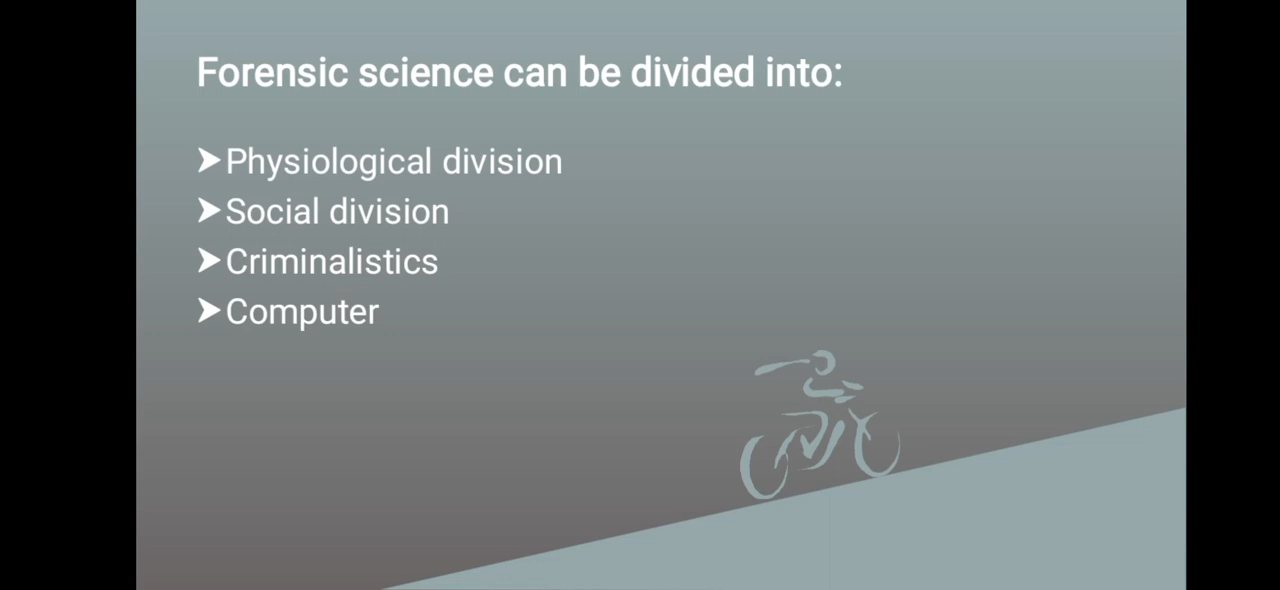 Forensic science can be divided into:
➤Physiological division
➤Social division
➤Criminalistics
➤Computer